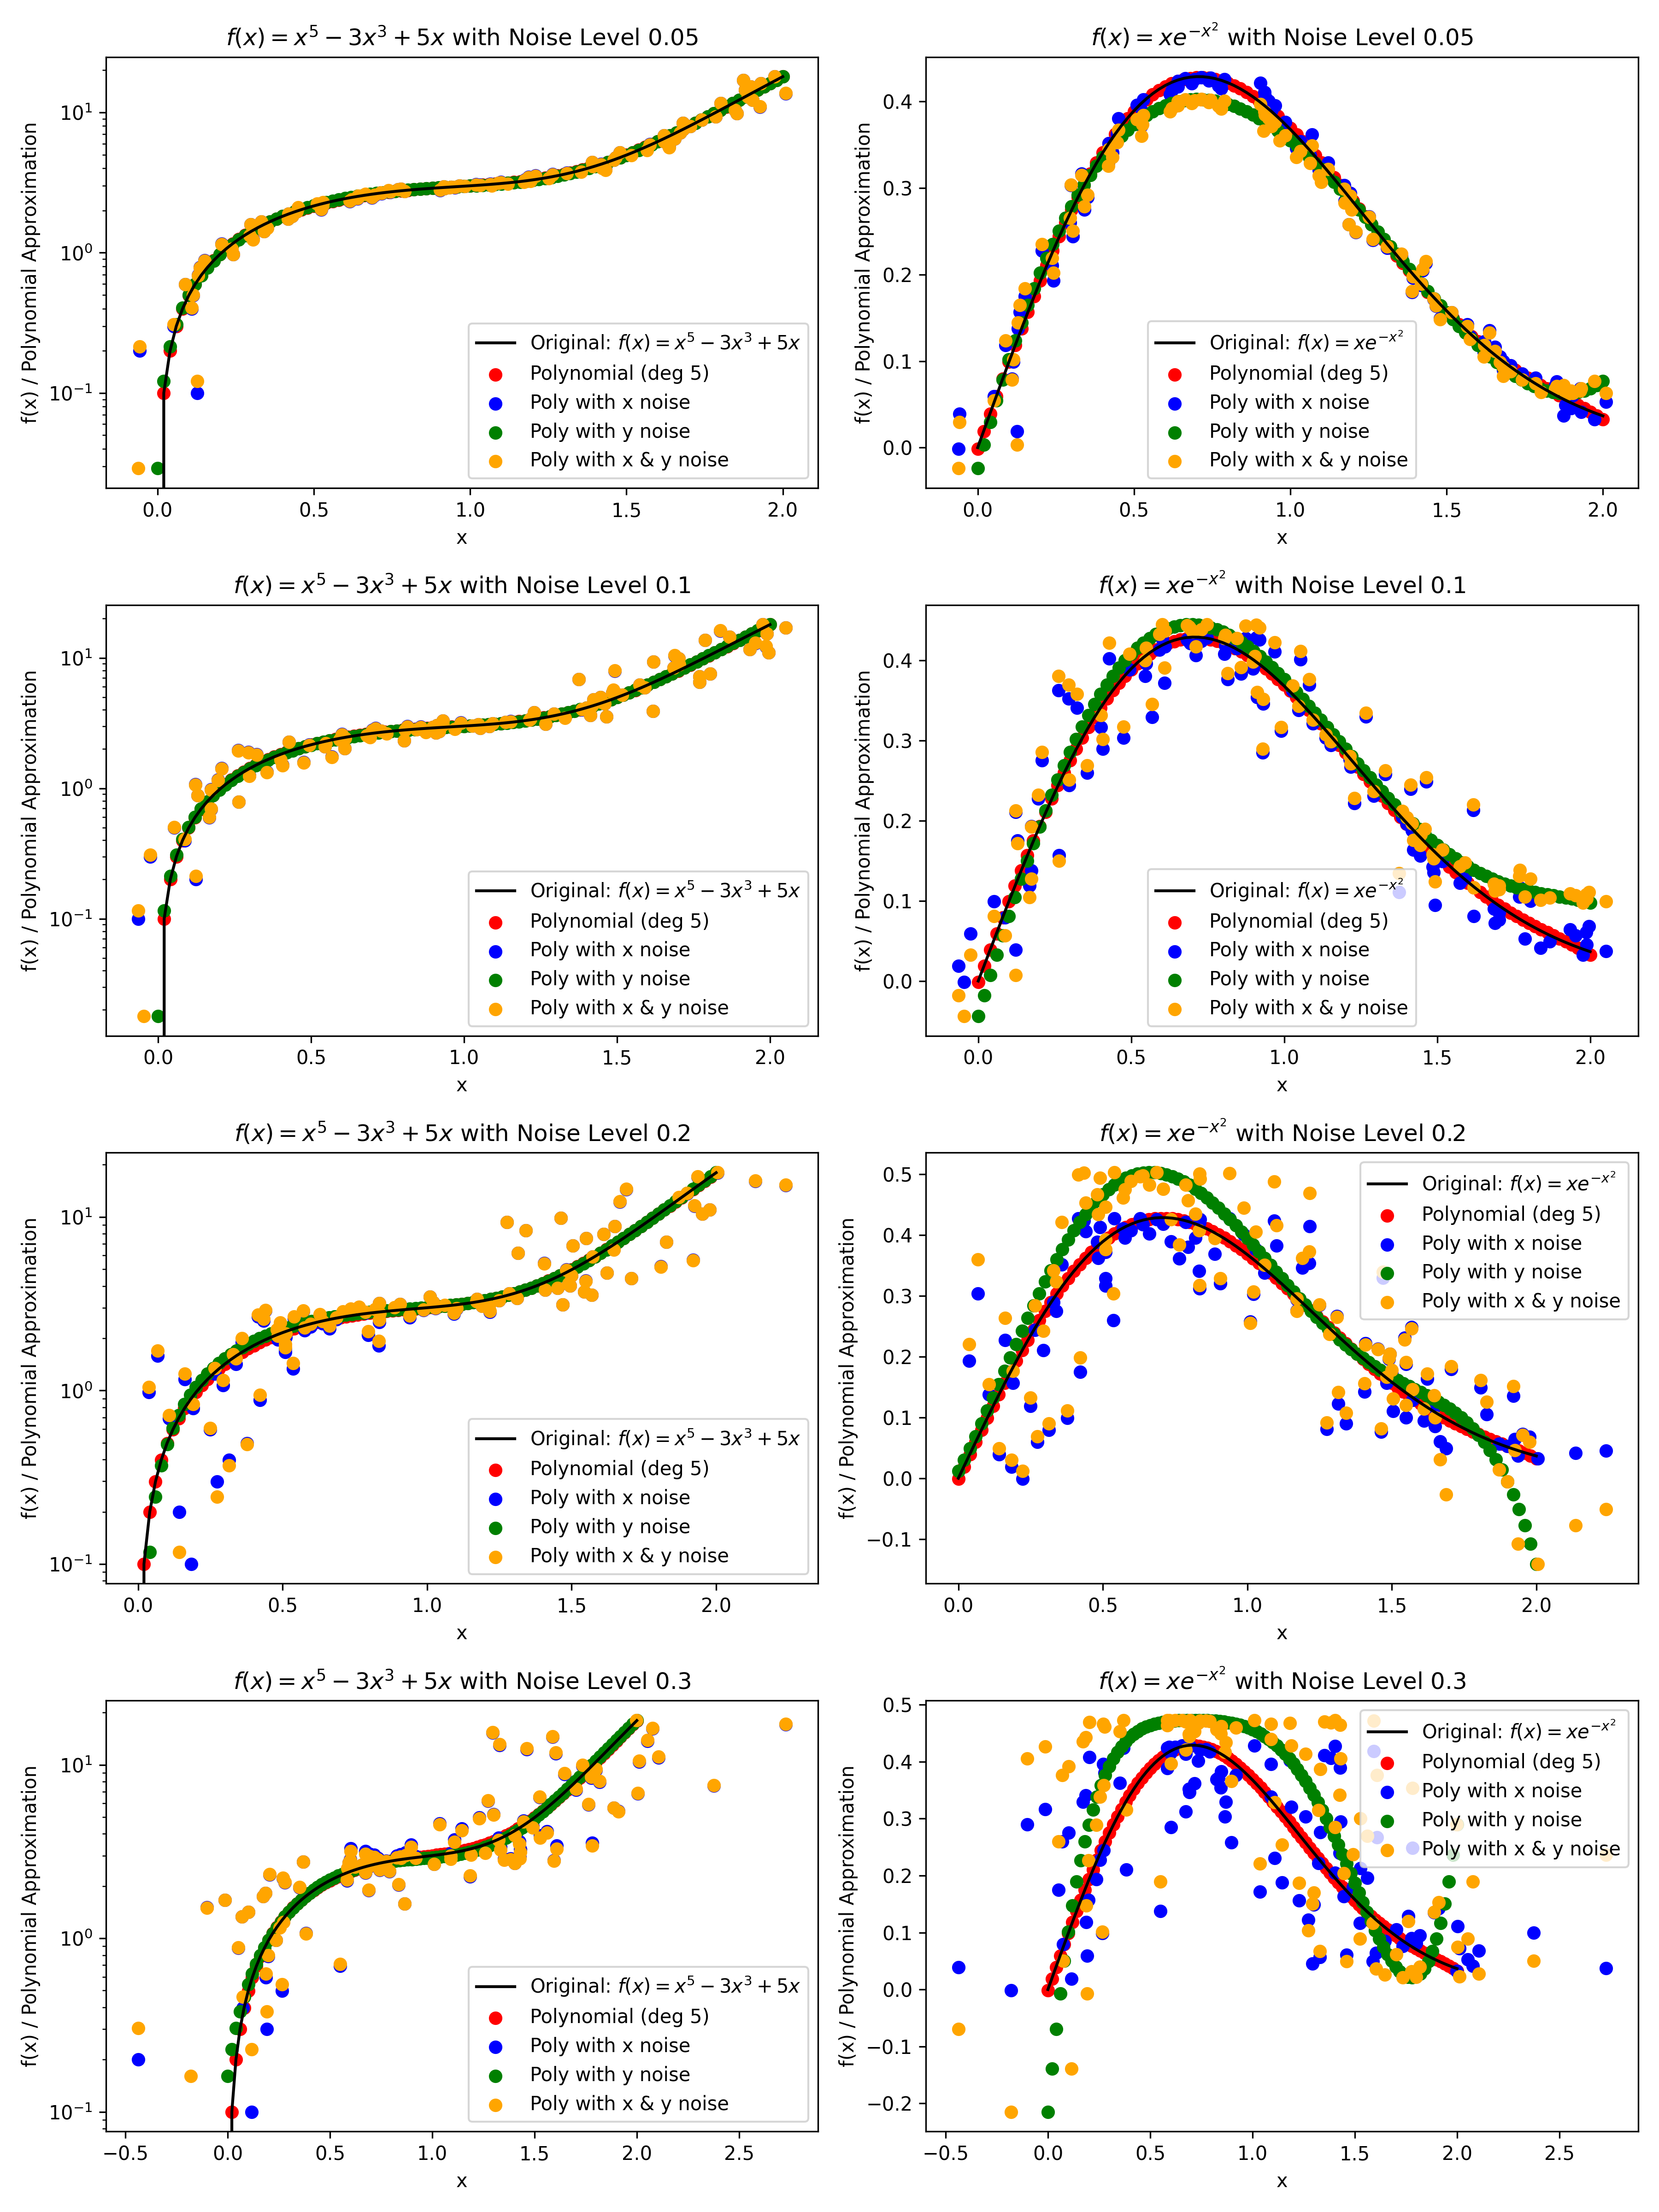 f(x) = x⁵ − 3x³ + 5x with Noise Level 0.05
f(x) / Polynomial Approximation
10¹
10⁰
10⁻¹
Original: f(x) = x⁵ − 3x³ + 5x
Polynomial (deg 5)
Poly with x noise
Poly with y noise
Poly with x & y noise
0.0 0.5 1.0 1.5 2.0
x
f(x) = xe^{−x²} with Noise Level 0.05
f(x) / Polynomial Approximation
0.4
0.3
0.2
0.1
0.0
Original: f(x) = xe^{−x²}
Polynomial (deg 5)
Poly with x noise
Poly with y noise
Poly with x & y noise
0.0 0.5 1.0 1.5 2.0
x
f(x) = x⁵ − 3x³ + 5x with Noise Level 0.1
f(x) / Polynomial Approximation
10¹
10⁰
10⁻¹
Original: f(x) = x⁵ − 3x³ + 5x
Polynomial (deg 5)
Poly with x noise
Poly with y noise
Poly with x & y noise
0.0 0.5 1.0 1.5 2.0
x
f(x) = xe^{−x²} with Noise Level 0.1
f(x) / Polynomial Approximation
0.4
0.3
0.2
0.1
0.0
Original: f(x) = xe^{−x²}
Polynomial (deg 5)
Poly with x noise
Poly with y noise
Poly with x & y noise
0.0 0.5 1.0 1.5 2.0
x
f(x) = x⁵ − 3x³ + 5x with Noise Level 0.2
f(x) / Polynomial Approximation
10¹
10⁰
10⁻¹
Original: f(x) = x⁵ − 3x³ + 5x
Polynomial (deg 5)
Poly with x noise
Poly with y noise
Poly with x & y noise
0.0 0.5 1.0 1.5 2.0
x
f(x) = xe^{−x²} with Noise Level 0.2
f(x) / Polynomial Approximation
0.5
0.4
0.3
0.2
0.1
0.0
−0.1
Original: f(x) = xe^{−x²}
Polynomial (deg 5)
Poly with x noise
Poly with y noise
Poly with x & y noise
0.0 0.5 1.0 1.5 2.0
x
f(x) = x⁵ − 3x³ + 5x with Noise Level 0.3
f(x) / Polynomial Approximation
10¹
10⁰
10⁻¹
Original: f(x) = x⁵ − 3x³ + 5x
Polynomial (deg 5)
Poly with x noise
Poly with y noise
Poly with x & y noise
−0.5 0.0 0.5 1.0 1.5 2.0 2.5
x
f(x) = xe^{−x²} with Noise Level 0.3
f(x) / Polynomial Approximation
0.5
0.4
0.3
0.2
0.1
0.0
−0.1
−0.2
Original: f(x) = xe^{−x²}
Polynomial (deg 5)
Poly with x noise
Poly with y noise
Poly with x & y noise
−0.5 0.0 0.5 1.0 1.5 2.0 2.5
x